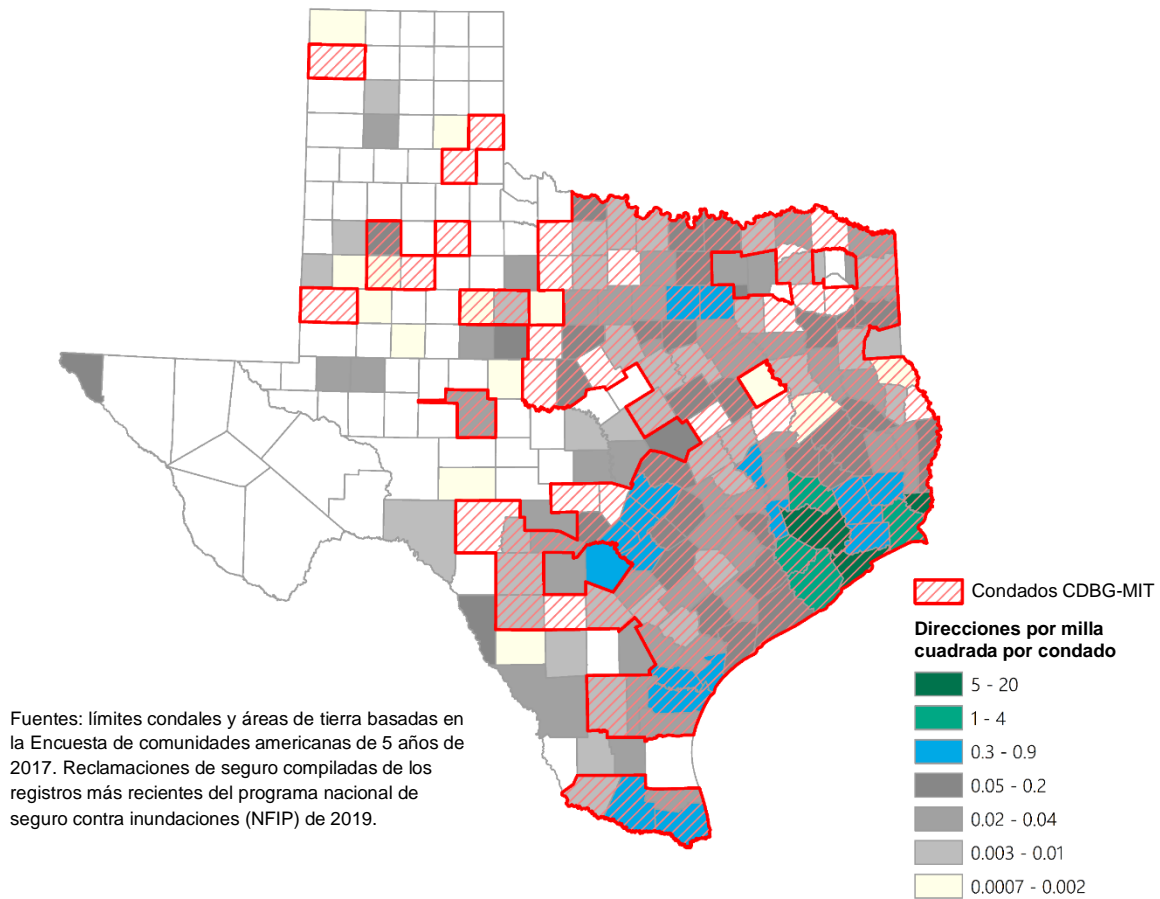 Condados CDBG-MIT
Direcciones por milla
cuadrada por condado
5 - 20
1 - 4
0.3 - 0.9
0.05 - 0.2
0.02 - 0.04
0.003 - 0.01
0.0007 - 0.002
Fuentes: límites condales y áreas de tierra basadas en
la Encuesta de comunidades americanas de 5 años de
2017. Reclamaciones de seguro compiladas de los
registros más recientes del programa nacional de
seguro contra inundaciones (NFIP) de 2019.